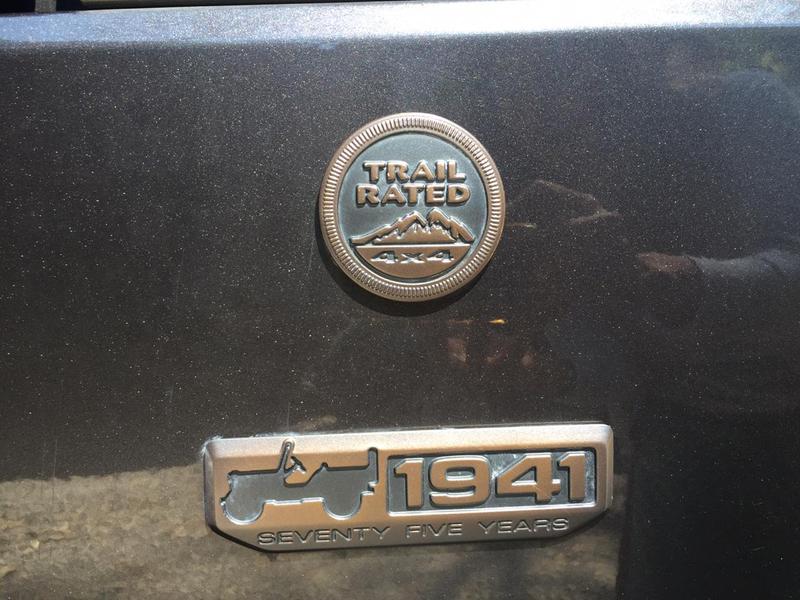 TRAIL
RATED
4x4
1941
SEVENTY FIVE YEARS